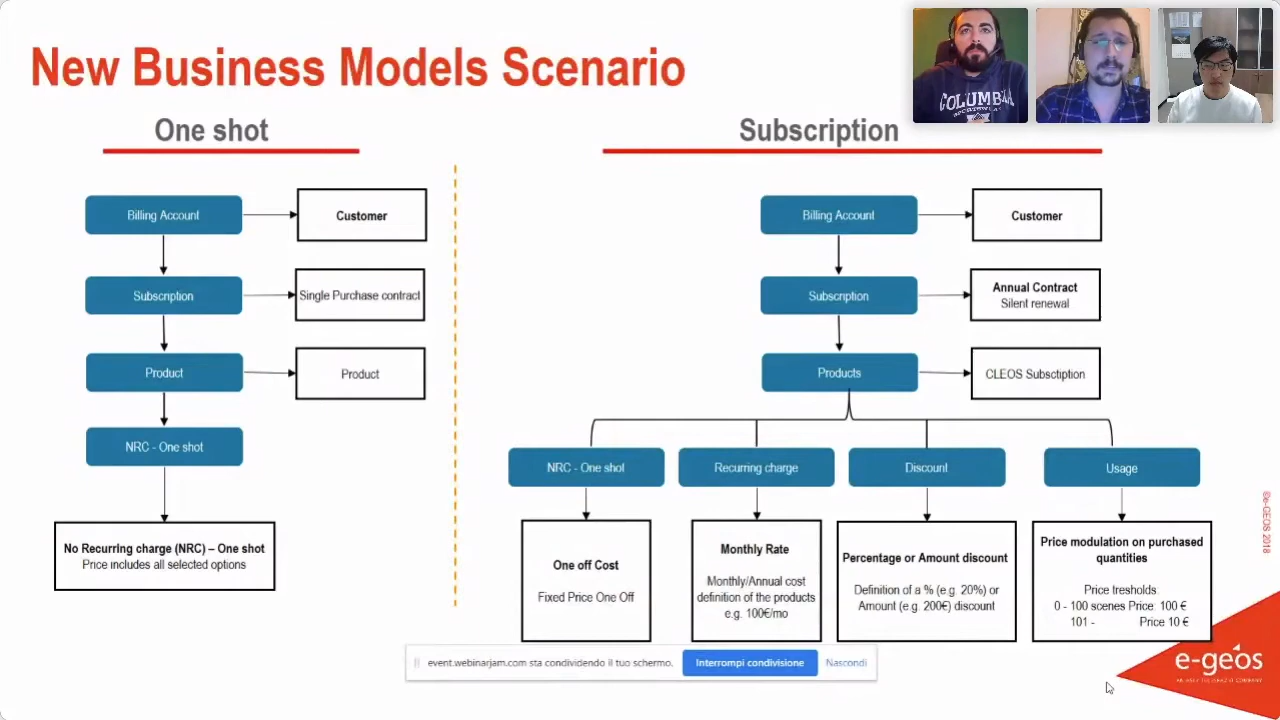 New Business Models Scenario
One shot
Billing Account
Customer
Subscription
Single Purchase contract
Product
Product
NRC - One shot
No Recurring charge (NRC) – One shot
Price includes all selected options
Subscription
Billing Account
Customer
Subscription
Annual Contract
Silent renewal
Products
CLEOS Subsctiption
NRC - One shot
Recurring charge
Discount
Usage
One off Cost
Fixed Price One Off
Monthly Rate
Monthly/Annual cost
definition of the products
e.g. 100€/mo
Percentage or Amount discount
Definition of a % (e.g. 20%) or
Amount (e.g. 200€) discount
Price modulation on purchased
quantities
Price tresholds
0 - 100 scenes Price: 100 €
101 - Price 10 €
©e-GEOS 2018
event.webinarjam.com sta condividendo il tuo schermo.
Interrompi condivisione
Nascondi
e-geos
COLUMBIA